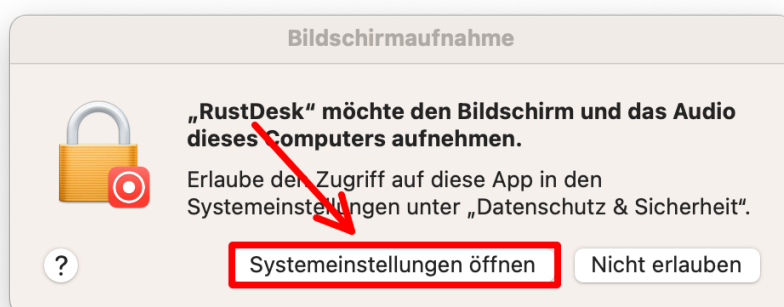 Bildschirmaufnahme
„RustDesk“ möchte den Bildschirm und das Audio
dieses Computers aufnehmen.
Erlaube den Zugriff auf diese App in den
Systemeinstellungen unter „Datenschutz & Sicherheit“.
? Systemeinstellungen öffnen Nicht erlauben